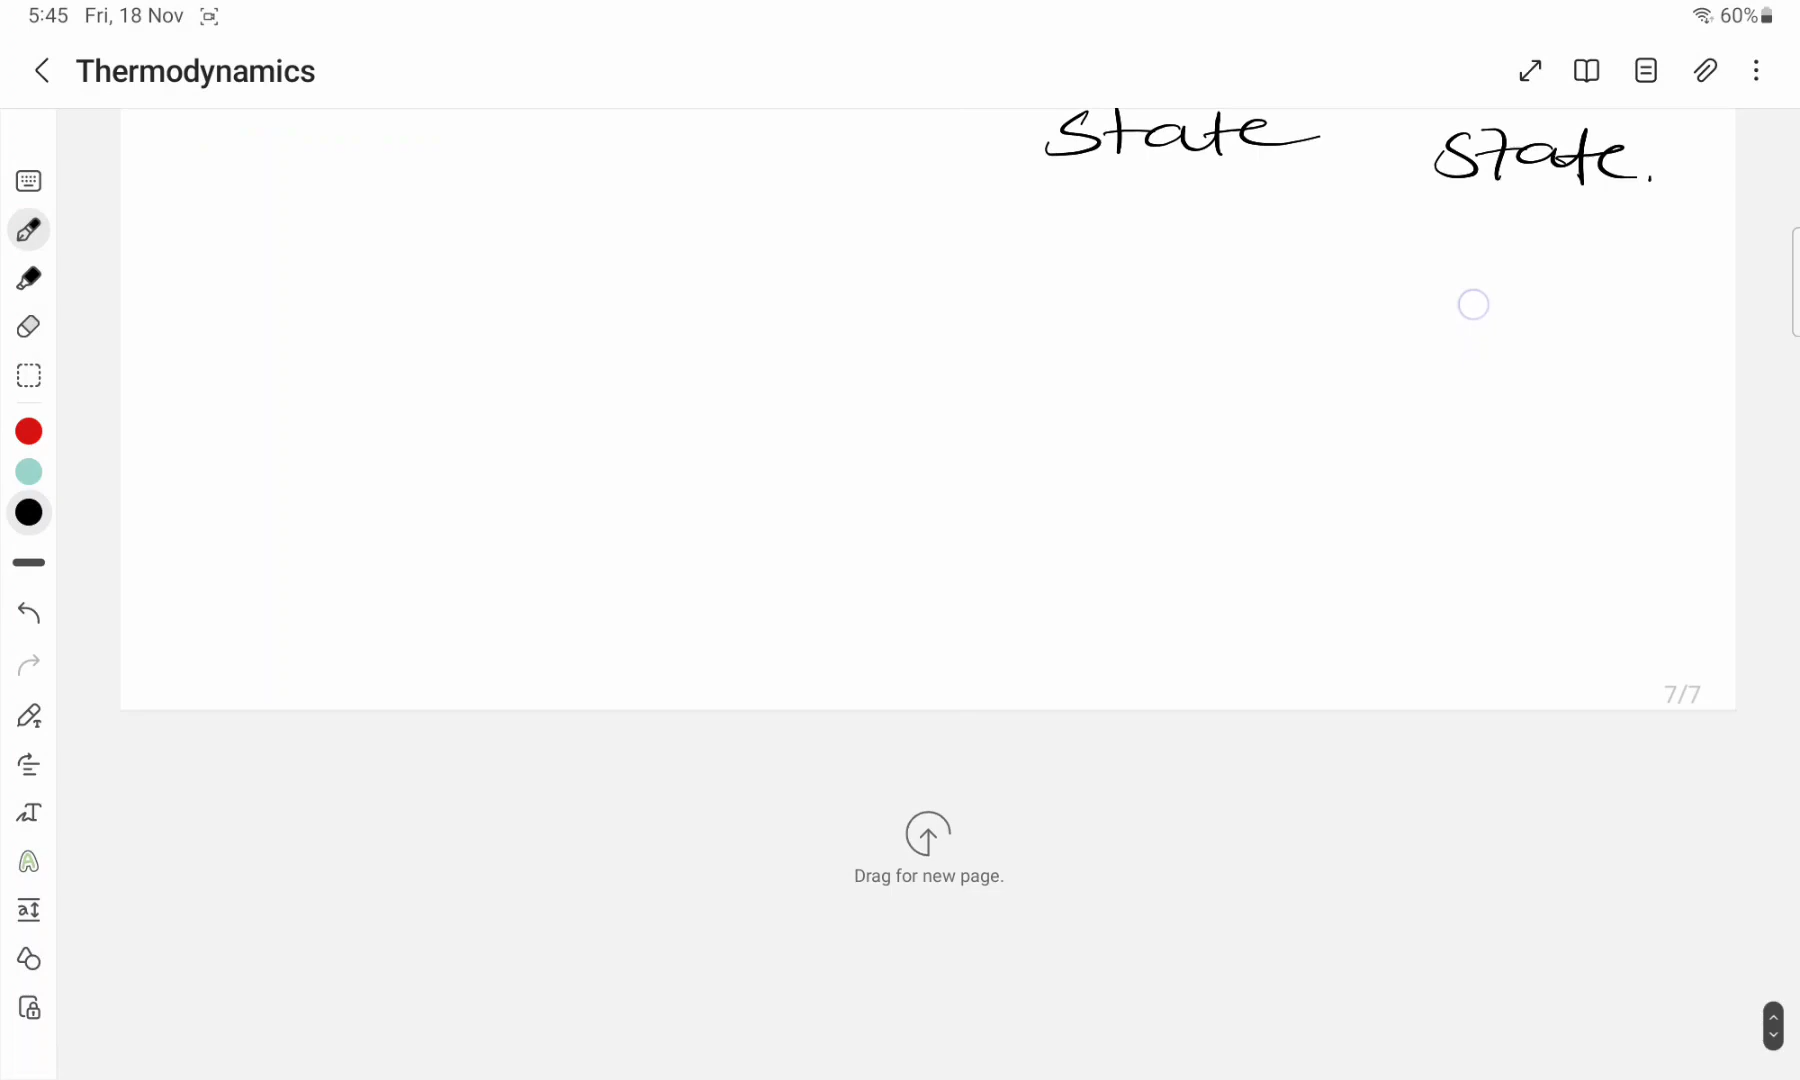 5:45 Fri, 18 Nov 60%
Thermodynamics
state state.
7/7
Drag for new page.